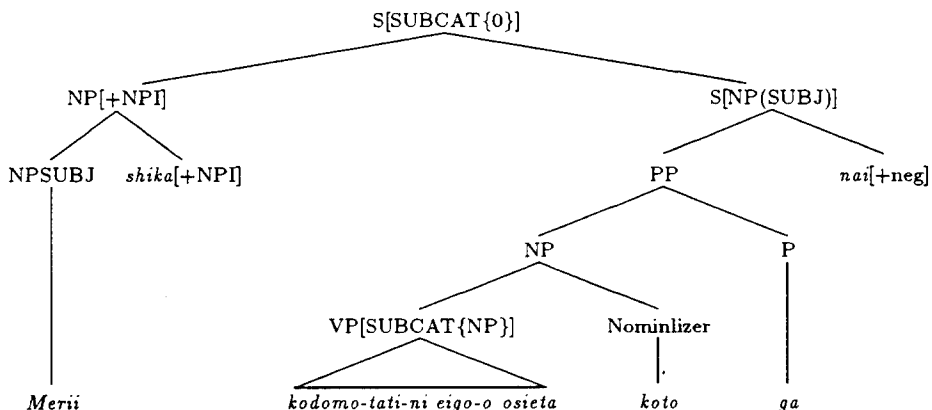 S[SUBCAT{0}]
NP[+NPI] S[NP(SUBJ)]
NPSUBJ shika[+NPI] PP nai[+neg]
NP P
VP[SUBCAT{NP}] Nominlizer
Merii kodomo-tati-ni eigo-o osieta koto ga